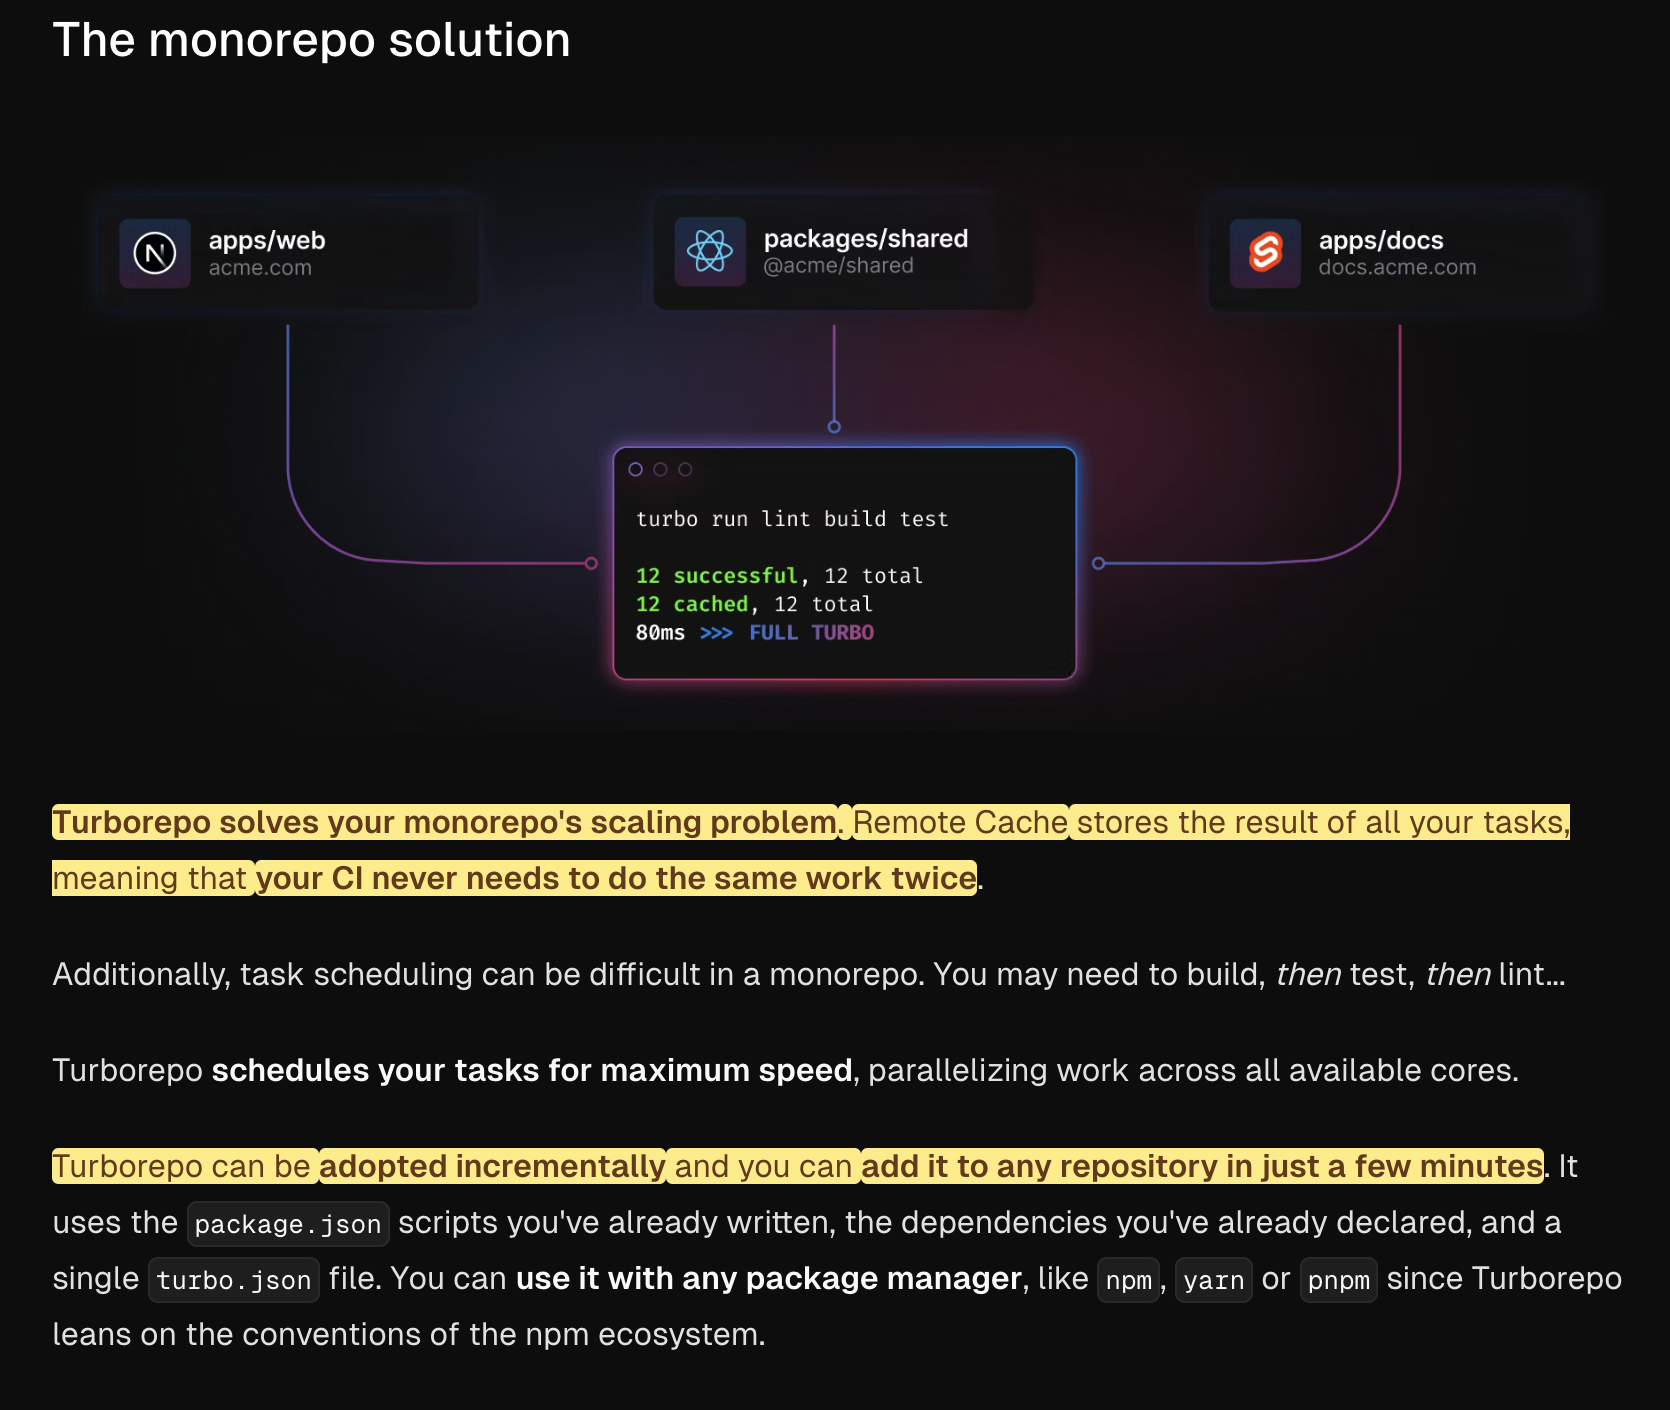 The monorepo solution
apps/web
acme.com
packages/shared
@acme/shared
apps/docs
docs.acme.com
turbo run lint build test
12 successful, 12 total
12 cached, 12 total
80ms >>> FULL TURBO
Turborepo solves your monorepo's scaling problem. Remote Cache stores the result of all your tasks,
meaning that your CI never needs to do the same work twice.
Additionally, task scheduling can be difficult in a monorepo. You may need to build, then test, then lint...
Turborepo schedules your tasks for maximum speed, parallelizing work across all available cores.
Turborepo can be adopted incrementally and you can add it to any repository in just a few minutes. It
uses the package.json scripts you've already written, the dependencies you've already declared, and a
single turbo.json file. You can use it with any package manager, like npm, yarn or pnpm since Turborepo
leans on the conventions of the npm ecosystem.